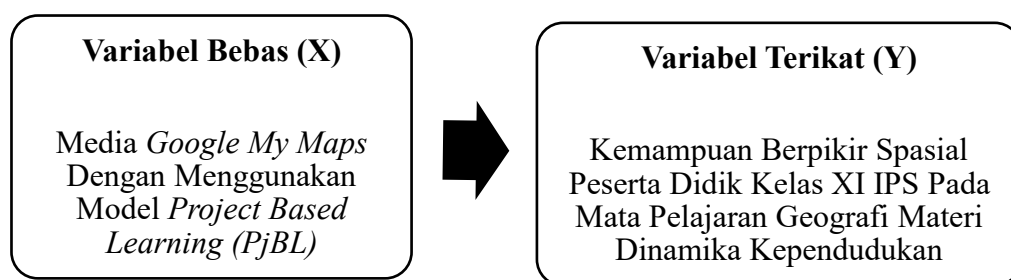 Variabel Bebas (X)
Media Google My Maps
Dengan Menggunakan
Model Project Based
Learning (PjBL)
Variabel Terikat (Y)
Kemampuan Berpikir Spasial
Peserta Didik Kelas XI IPS Pada
Mata Pelajaran Geografi Materi
Dinamika Kependudukan